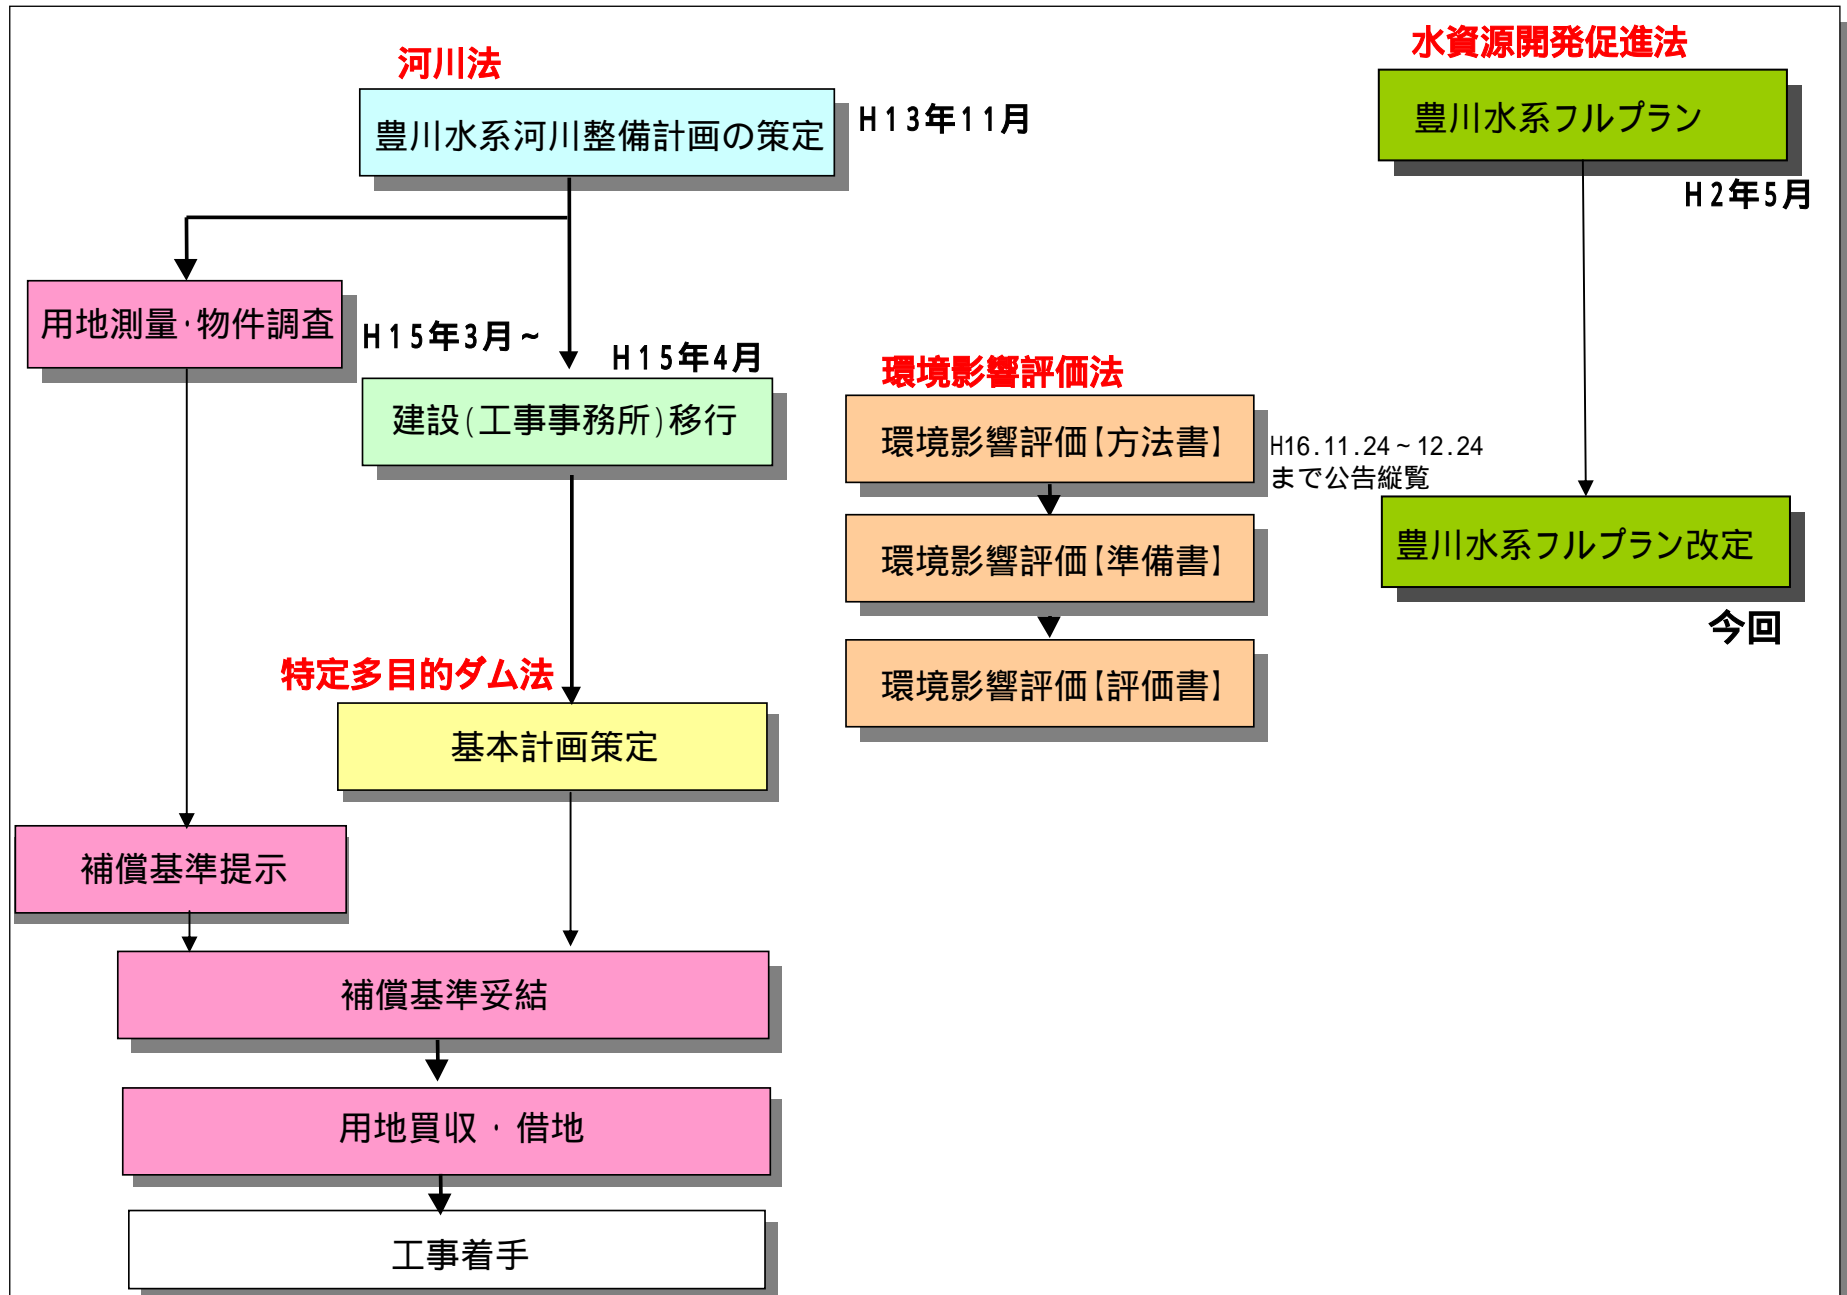 河川法
豊川水系河川整備計画の策定
H13年11月
用地測量・物件調査
H15年3月~
H15年4月
建設(工事事務所)移行
特定多目的ダム法
基本計画策定
補償基準提示
補償基準妥結
用地買収・借地
工事着手
環境影響評価法
環境影響評価【方法書】
H16.11.24~12.24
まで公告縦覧
環境影響評価【準備書】
環境影響評価【評価書】
水資源開発促進法
豊川水系フルプラン
H2年5月
豊川水系フルプラン改定
今回